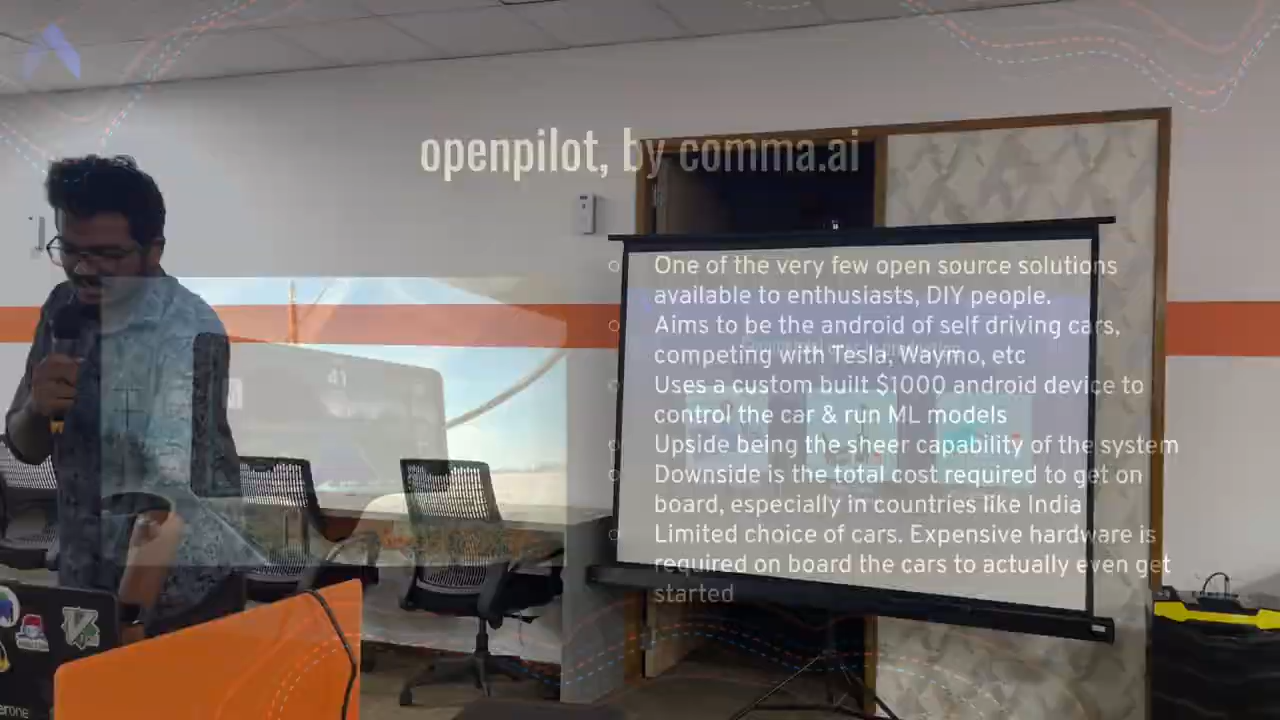 openpilot, by comma.ai
One of the very few open source solutions
available to enthusiasts, DIY people.
Aims to be the android of self driving cars,
competing with Tesla, Waymo, etc
Uses a custom built $1000 android device to
control the car & run ML models
Upside being the sheer capability of the system
Downside is the total cost required to get on
board, especially in countries like India
Limited choice of cars. Expensive hardware is
required on board the cars to actually even get
started
41